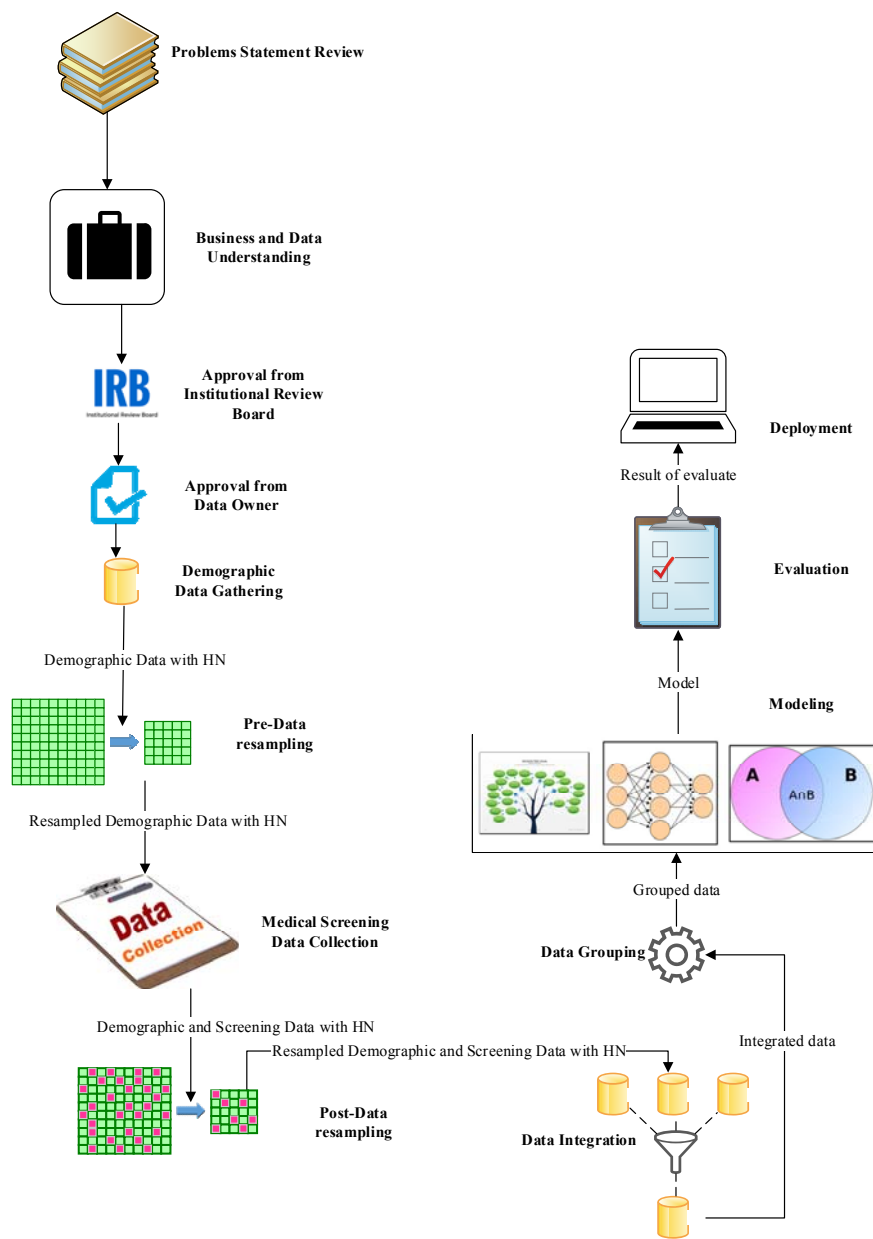 Problems Statement Review
Business and Data
Understanding
IRB
Institutional Review Board
Approval from
Institutional Review
Board
Approval from
Data Owner
Demographic
Data Gathering
Demographic Data with HN
Pre-Data
resampling
Resampled Demographic Data with HN
Data
Collection
Medical Screening
Data Collection
Demographic and Screening Data with HN
Post-Data
resampling
Resampled Demographic and Screening Data with HN
Data Integration
Integrated data
Data Grouping
Grouped data
A
A∩B
B
Modeling
Model
Evaluation
Result of evaluate
Deployment